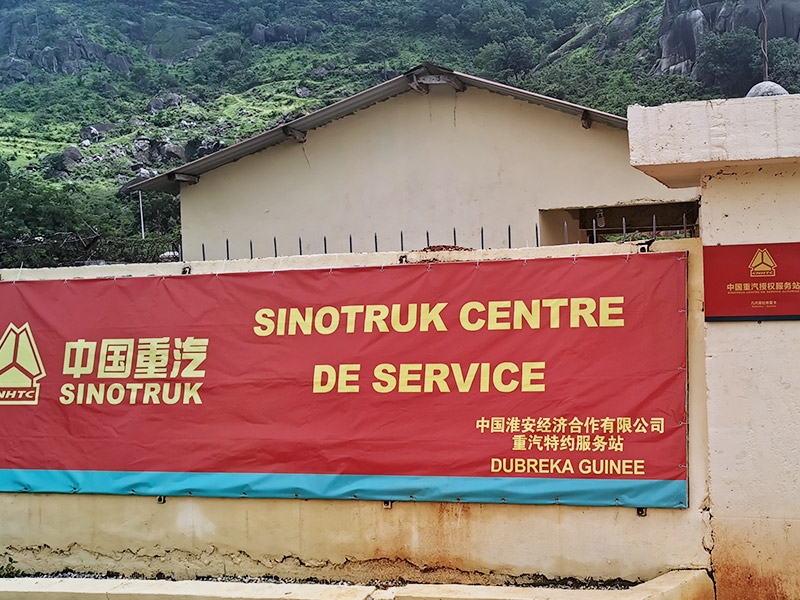 CNHTC
中国重汽
SINOTRUK
SINOTRUK CENTRE
DE SERVICE
中国淮安经济合作有限公司
重汽特约服务站
DUBREKA GUINEE
CNHTC
中国重汽授权服务站